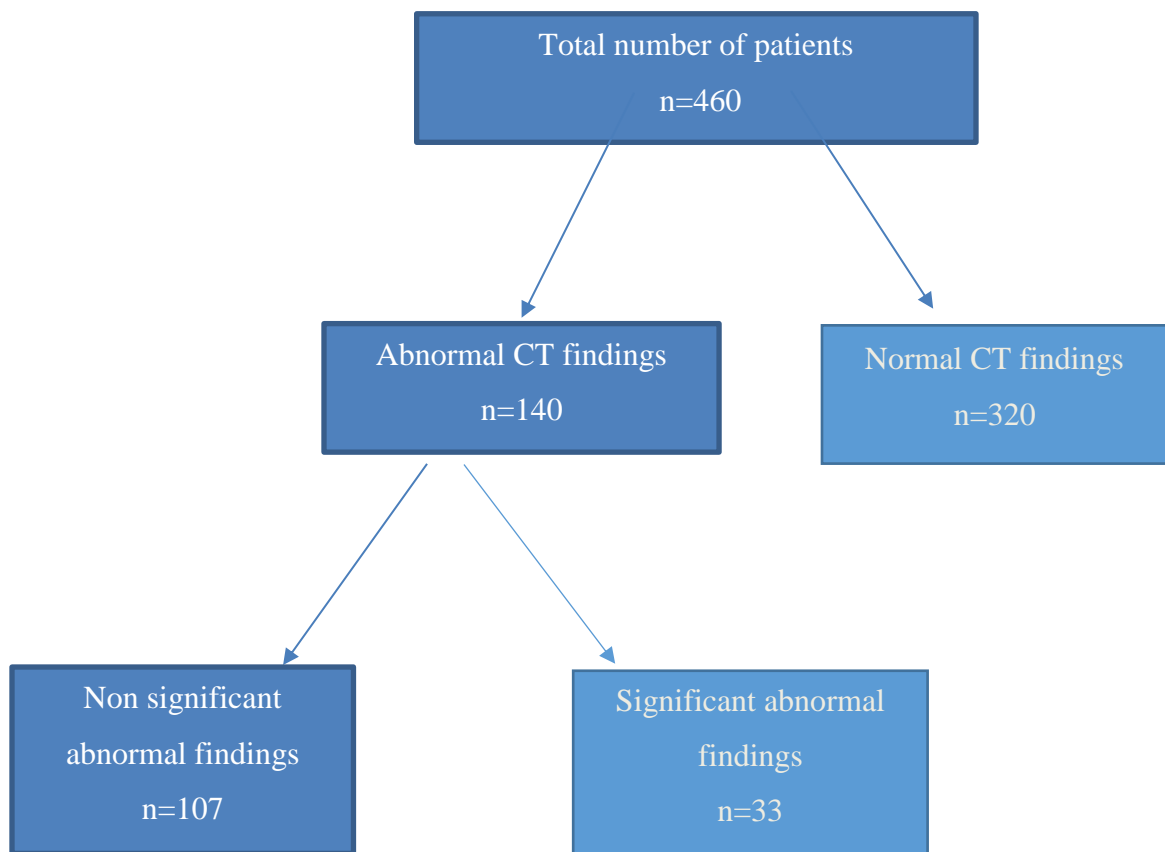 Total number of patients
n=460
Abnormal CT findings
n=140
Normal CT findings
n=320
Non significant
abnormal findings
n=107
Significant abnormal
findings
n=33